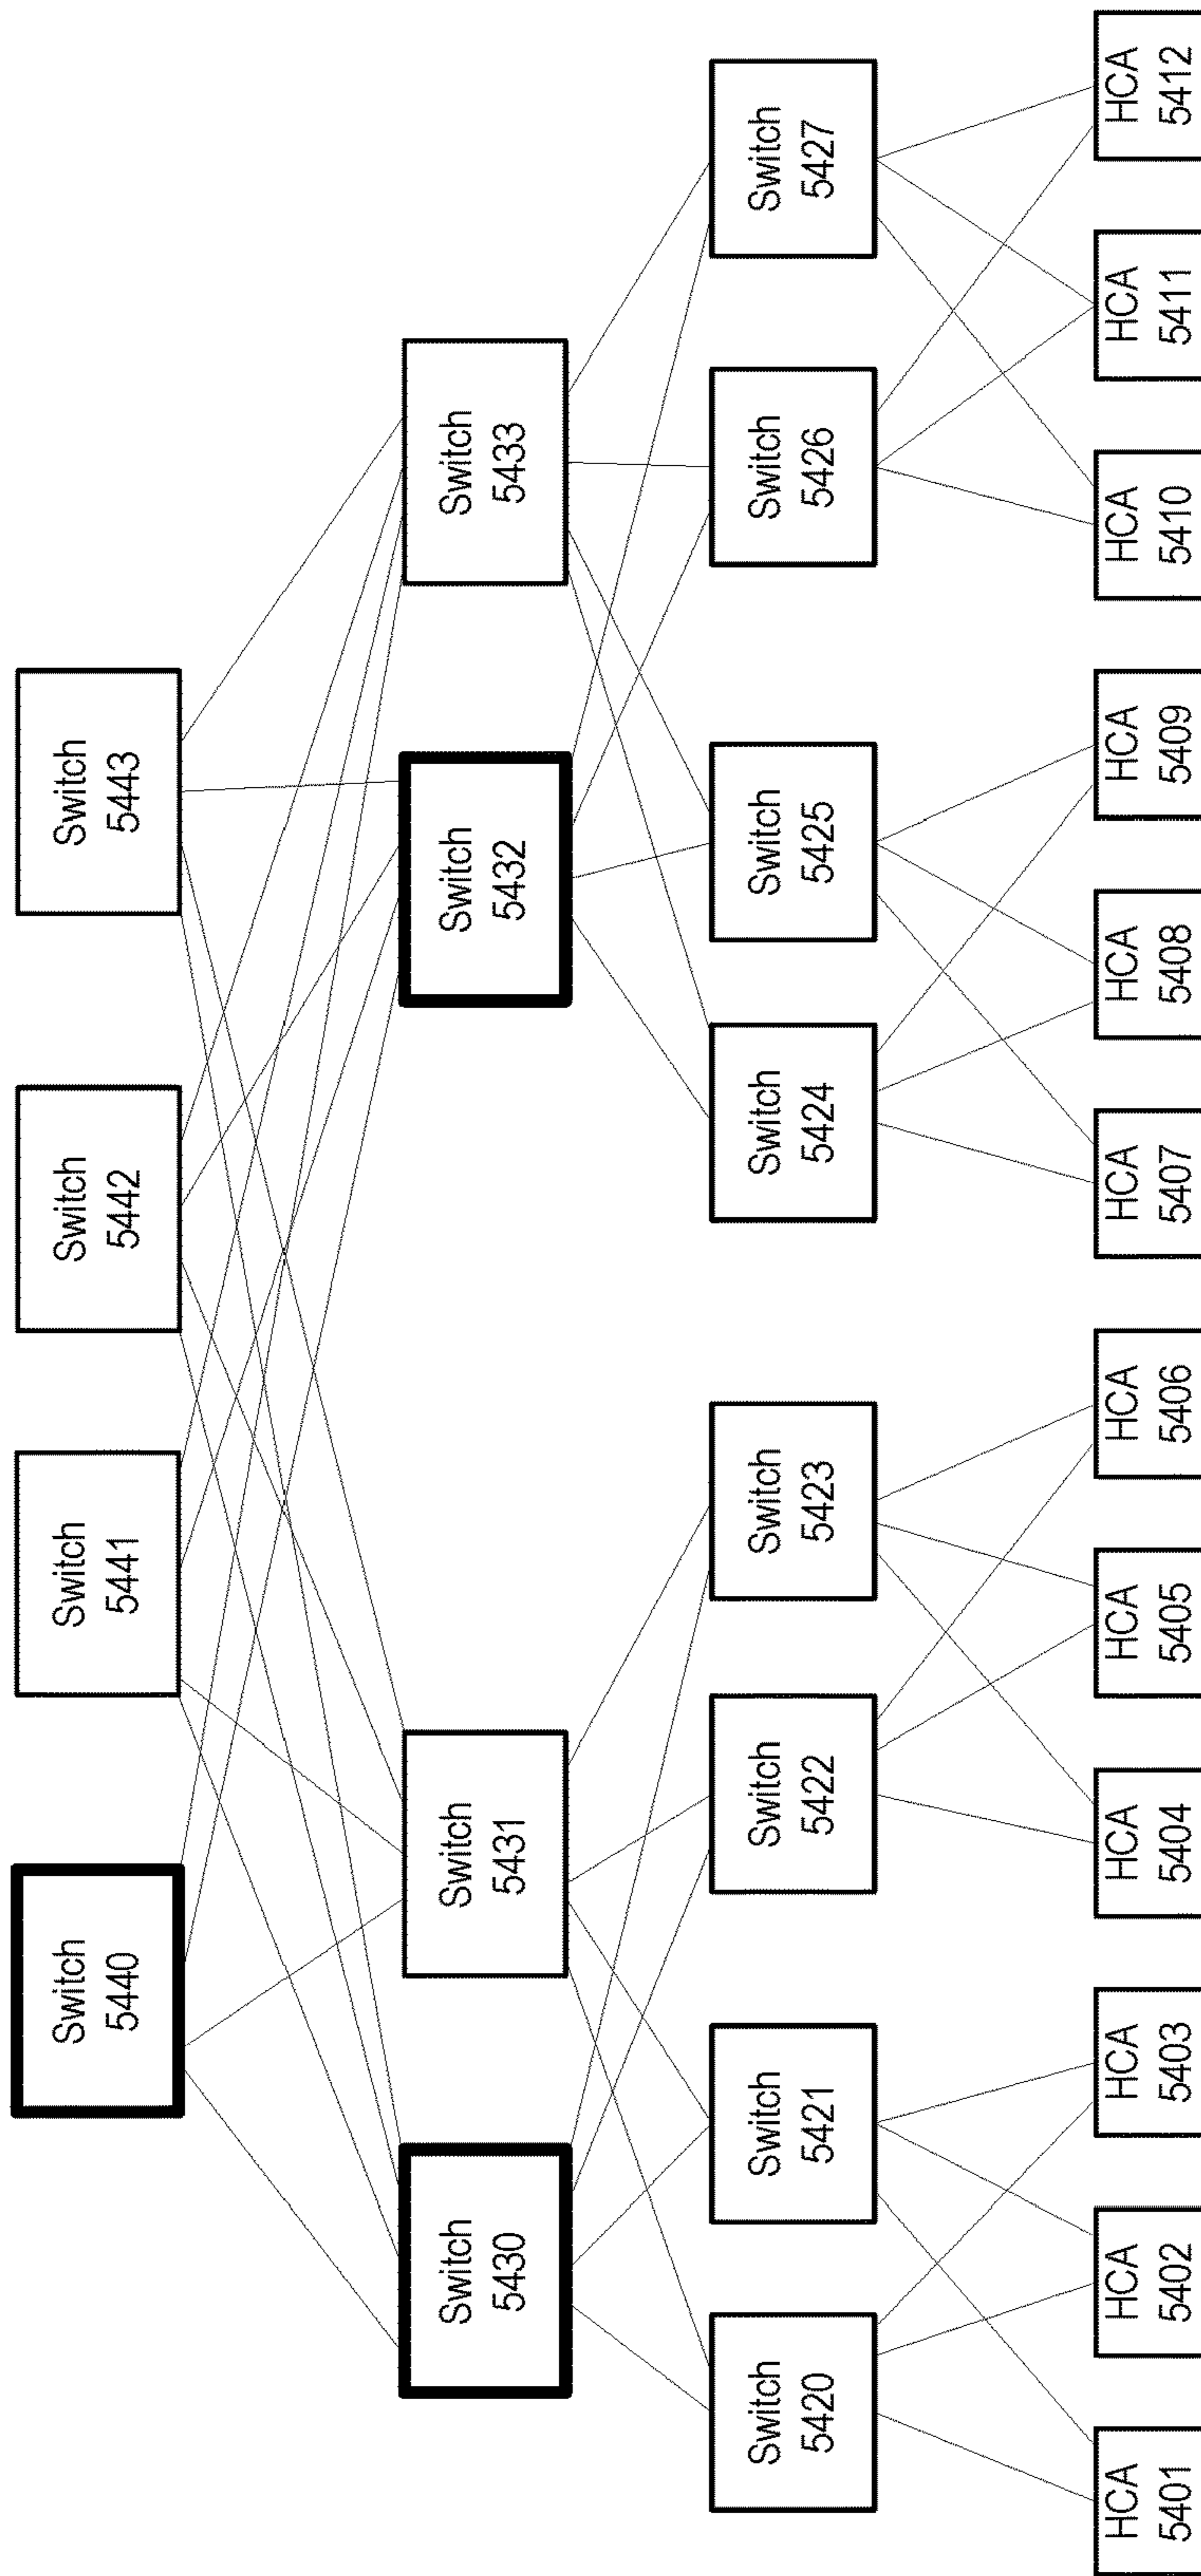 Switch
5440
Switch
5441
Switch
5442
Switch
5443
Switch
5430
Switch
5431
Switch
5432
Switch
5433
Switch
5420
Switch
5421
Switch
5422
Switch
5423
Switch
5424
Switch
5425
Switch
5426
Switch
5427
HCA
5401
HCA
5402
HCA
5403
HCA
5404
HCA
5405
HCA
5406
HCA
5407
HCA
5408
HCA
5409
HCA
5410
HCA
5411
HCA
5412